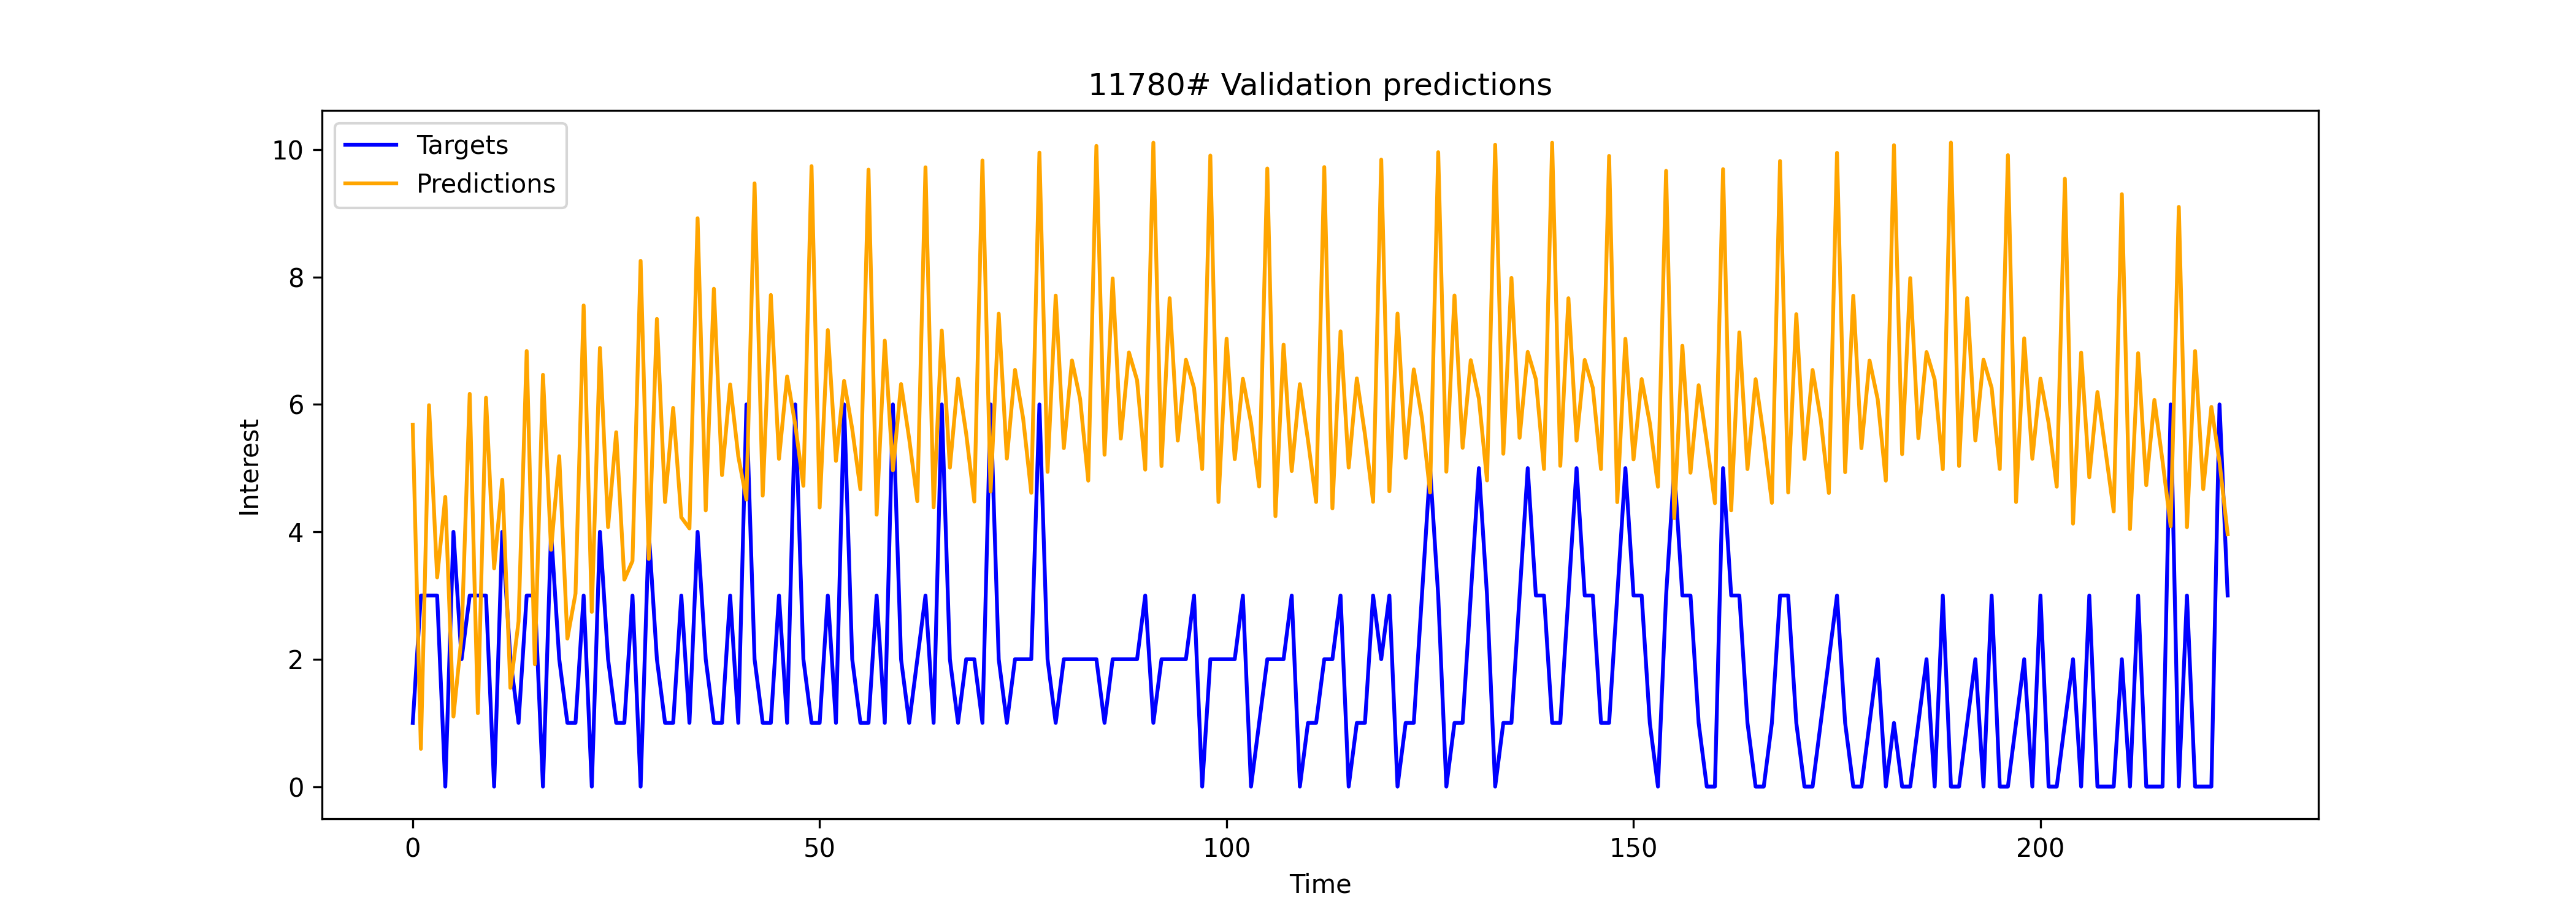 11780# Validation predictions
Targets
Predictions
10
8
6
4
2
0
Interest
0 50 100 150 200
Time